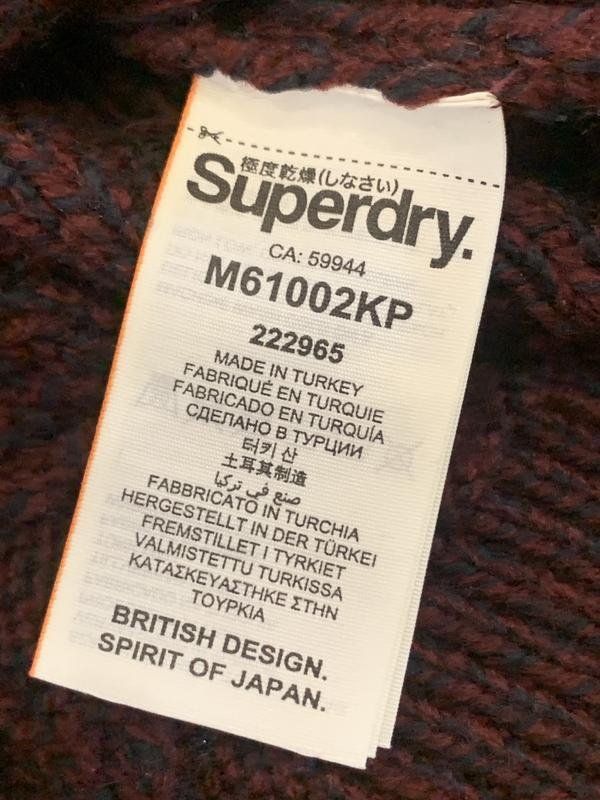 極度乾燥(しなさい)
Superdry.
CA: 59944
M61002KP
222965
MADE IN TURKEY
FABRIQUÉ EN TURQUIE
FABRICADO EN TURQUÍA
СДЕЛАНО В ТУРЦИИ
터키 산
土耳其制造
صنع في تركيا
FABBRICATO IN TURCHIA
HERGESTELLT IN DER TÜRKEI
FREMSTILLET I TYRKIET
VALMISTETTU TURKISSA
ΚΑΤΑΣΚΕΥΑΣΤΗΚΕ ΣΤΗΝ
ΤΟΥΡΚΙΑ
BRITISH DESIGN.
SPIRIT OF JAPAN.